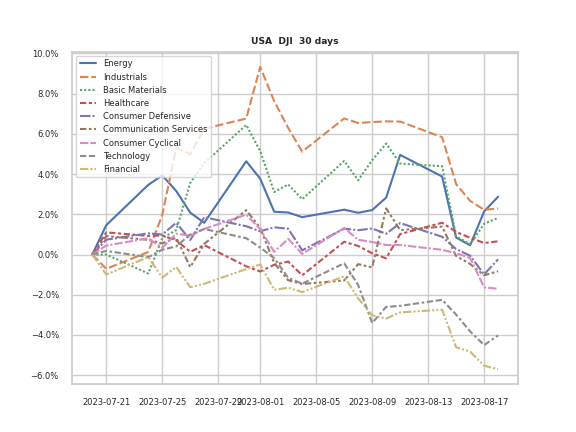 USA DJI 30 days
10.0%
8.0%
6.0%
4.0%
2.0%
0.0%
−2.0%
−4.0%
−6.0%
Energy
Industrials
Basic Materials
Healthcare
Consumer Defensive
Communication Services
Consumer Cyclical
Technology
Financial
2023-07-21 2023-07-25 2023-07-29 2023-08-01 2023-08-05 2023-08-09 2023-08-13 2023-08-17